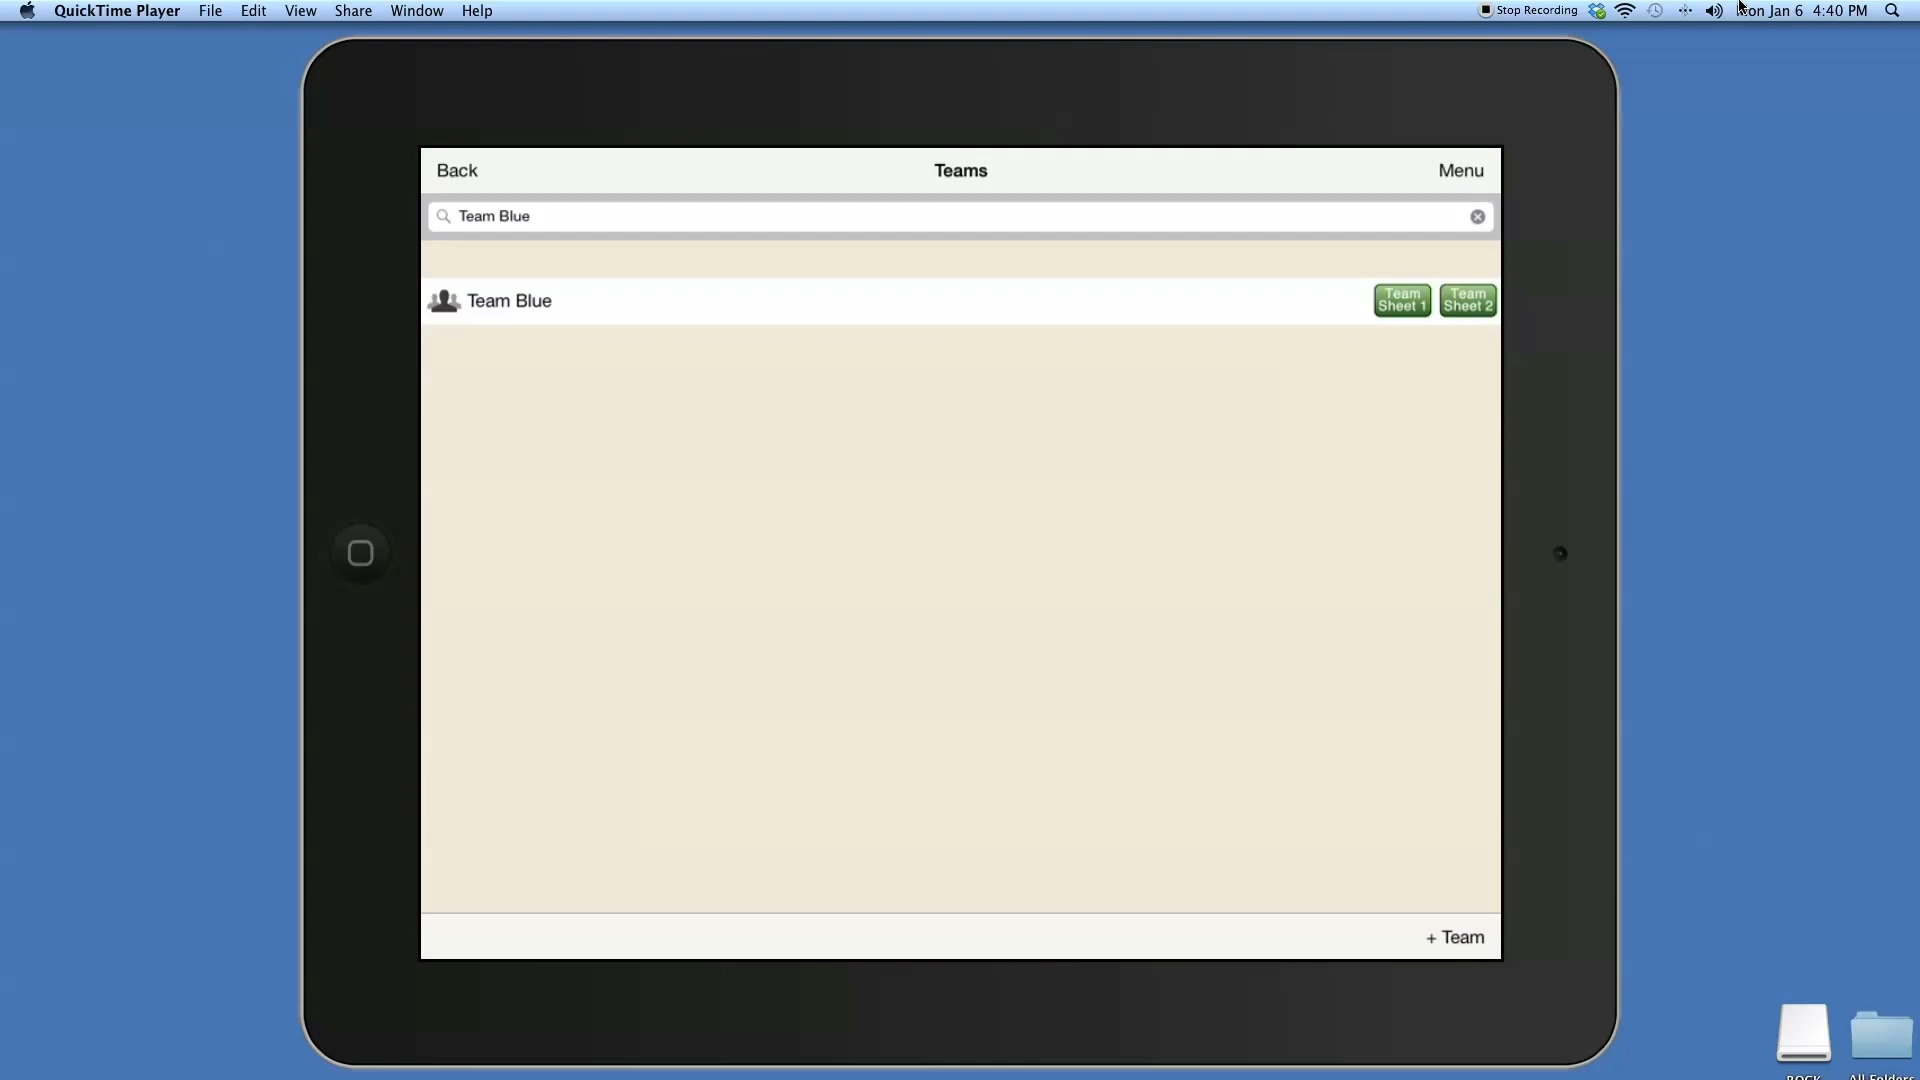 QuickTime Player File Edit View Share Window Help
Stop Recording Jan 6 4:40 PM
Back Teams Menu
Team Blue
Team Blue
Team Sheet 1
Team Sheet 2
+ Team